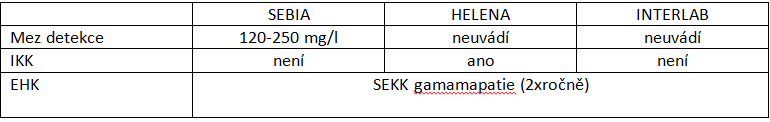 SEBIA HELENA INTERLAB
Mez detekce 120-250 mg/l neuvádí neuvádí
IKK není ano není
EHK SEKK gamamapatie (2xročně)